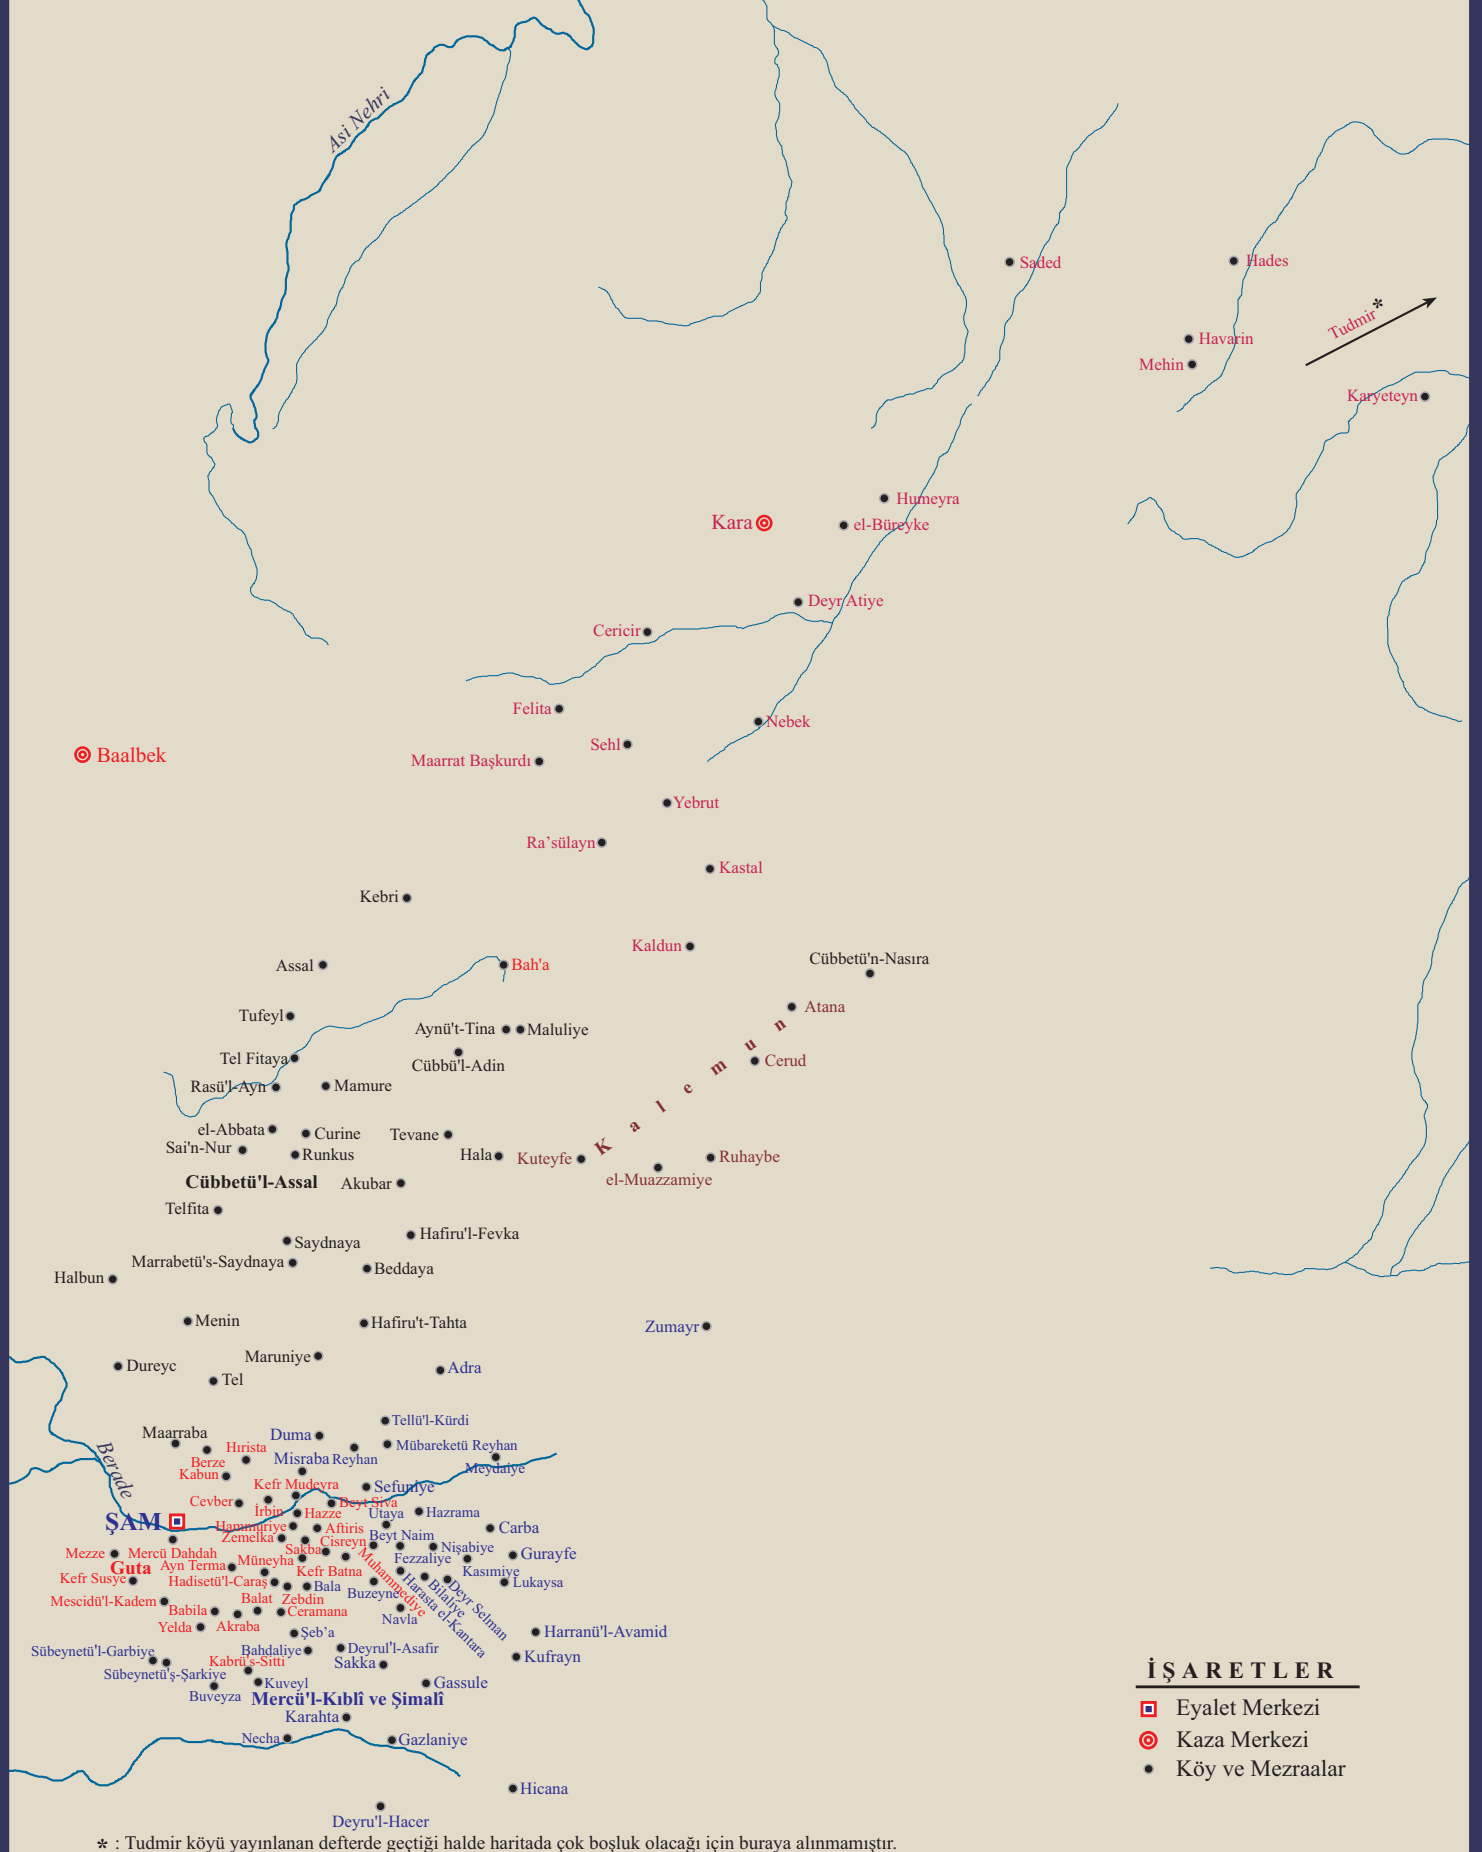 Asi Nehri
Saded
Hades
Tudmir*
Havarin
Mehin
Karyeteyn
Humeyra
Kara
el-Büreyke
Deyr Atiye
Cericir
Felita
Nebek
Sehl
Baalbek
Maarrat Başkurdı
Yebrut
Ra’sülayn
Kastal
Kebri
Kaldun
Cübbetü'n-Nasıra
Assal
Bah'a
Atana
Tufeyl
Aynü't-Tina
Maluliye
Kalemun
Tel Fitaya
Cübbü'l-Adin
Cerud
Rasü'l-Ayn
Mamure
el-Abbata
Curine
Tevane
Sai'n-Nur
Runkus
Hala
Kuteyfe
Ruhaybe
el-Muazzamiye
Cübbetü'l-Assal
Akubar
Telfita
Hafiru'l-Fevka
Saydnaya
Marrabetü's-Saydnaya
Beddaya
Halbun
Menin
Hafiru't-Tahta
Zumayr
Maruniye
Dureyc
Adra
Tel
Tellü'l-Kürdi
Maarraba
Duma
Hırista
Mübareketü Reyhan
Berade
Berze
Misraba
Reyhan
Meydaiye
Kabun
Kefr Mudeyra
Sefuniye
Cevber
Beyt Siva
İrbin
Hazze
Utaya
Hazrama
ŞAM
Hammuriye
Aftiris
Carba
Zemelka
Cisreyn
Beyt Naim
Sakba
Nişabiye
Mezze
Mercü Dahdah
Gurayfe
Guta
Ayn Terma
Müneyha
Fezzaliye
Kefr Batna
Kasımiye
Kefr Susye
Hadisetü'l-Caraş
Bala
Muhammediye
Lukaysa
Buzeyne
Harasta el-Kantara
Bilaliye
Deyr Selman
Mescidü'l-Kadem
Balat
Zebdin
Babila
Ceramana
Navla
Yelda
Akraba
Şeb’a
Harranü'l-Avamid
Sübeynetü'l-Garbiye
Bahdaliye
Deyrul'l-Asafir
Kufrayn
Kabrü's-Sitti
Sakka
Sübeynetü'ş-Şarkiye
Kuveyl
Gassule
Buveyza
Mercü'l-Kıblî ve Şimalî
Karahta
Necha
Gazlaniye
Hicana
Deyru'l-Hacer
İŞARETLER
Eyalet Merkezi
Kaza Merkezi
Köy ve Mezraalar
* : Tudmir köyü yayınlanan defterde geçtiği halde haritada çok boşluk olacağı için buraya alınmamıştır.